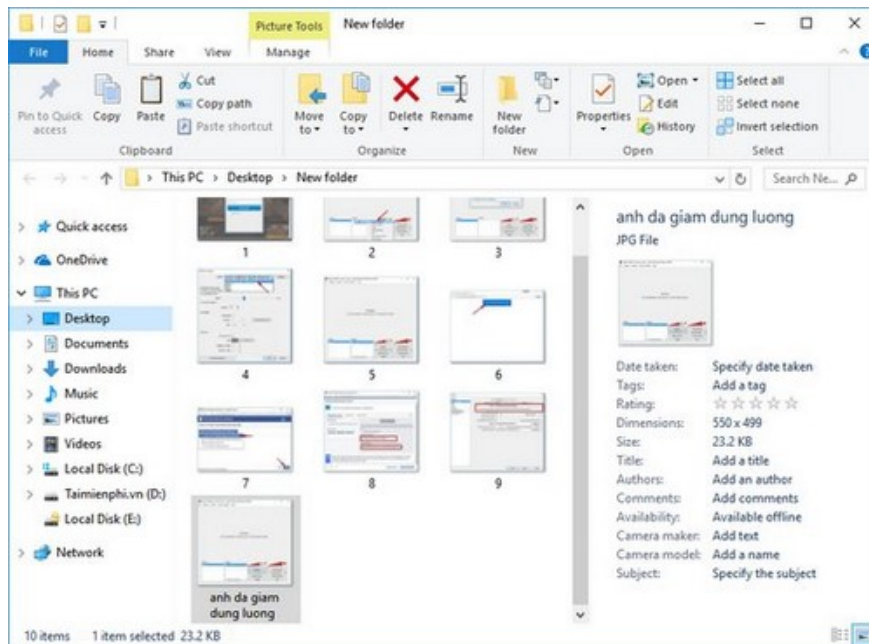 Picture Tools New folder
File Home Share View Manage
Pin to Quick access
Copy
Paste
Cut
Copy path
Paste shortcut
Clipboard
Move to
Copy to
Delete
Rename
Organize
New folder
New
Properties
Open
Edit
History
Open
Select all
Select none
Invert selection
Select
This PC > Desktop > New folder
Search Ne...
Quick access
OneDrive
This PC
Desktop
Documents
Downloads
Music
Pictures
Videos
Local Disk (C:)
Taimienphi.vn (D:)
Local Disk (E:)
Network
1 2 3
4 5 6
7 8 9
anh da giam
dung luong
anh da giam dung luong
JPG File
Date taken: Specify date taken
Tags: Add a tag
Rating:
Dimensions: 550 x 499
Size: 23.2 KB
Title: Add a title
Authors: Add an author
Comments: Add comments
Availability: Available offline
Camera maker: Add text
Camera model: Add a name
Subject: Specify the subject
10 items 1 item selected 23.2 KB